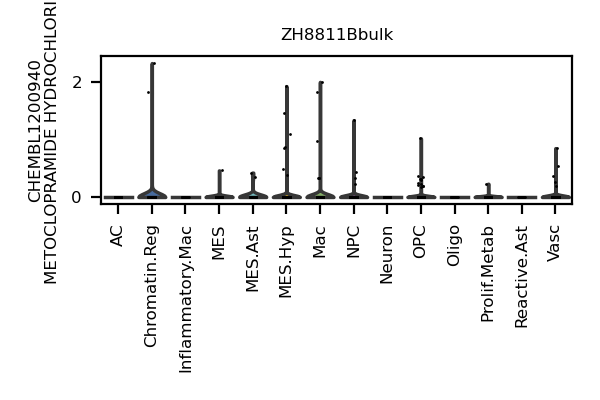 ZH8811Bbulk
CHEMBL1200940
METOCLOPRAMIDE HYDROCHLORI
2
0
AC
Chromatin.Reg
Inflammatory.Mac
MES
MES.Ast
MES.Hyp
Mac
NPC
Neuron
OPC
Oligo
Prolif.Metab
Reactive.Ast
Vasc